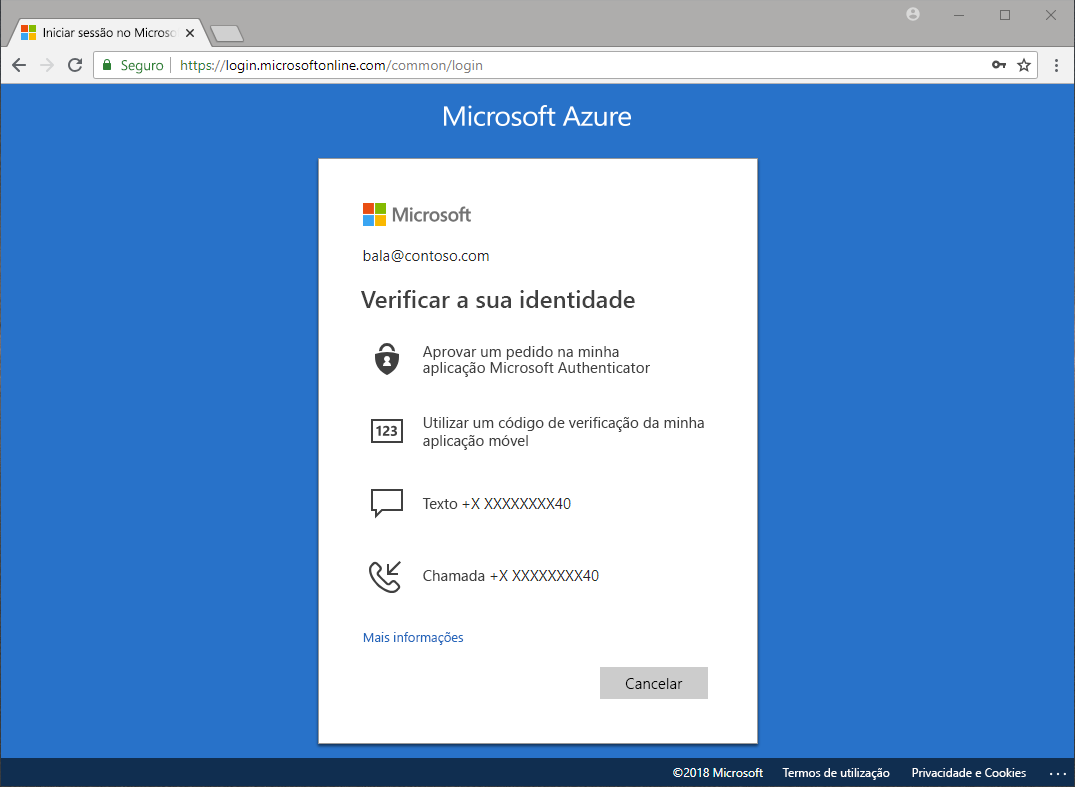 Iniciar sessão no Microso
Seguro
https://login.microsoftonline.com/common/login
Microsoft Azure
Microsoft
bala@contoso.com
Verificar a sua identidade
Aprovar um pedido na minha
aplicação Microsoft Authenticator
123
Utilizar um código de verificação da minha
aplicação móvel
Texto +X XXXXXXXX40
Chamada +X XXXXXXXX40
Mais informações
Cancelar
©2018 Microsoft Termos de utilização Privacidade e Cookies ...